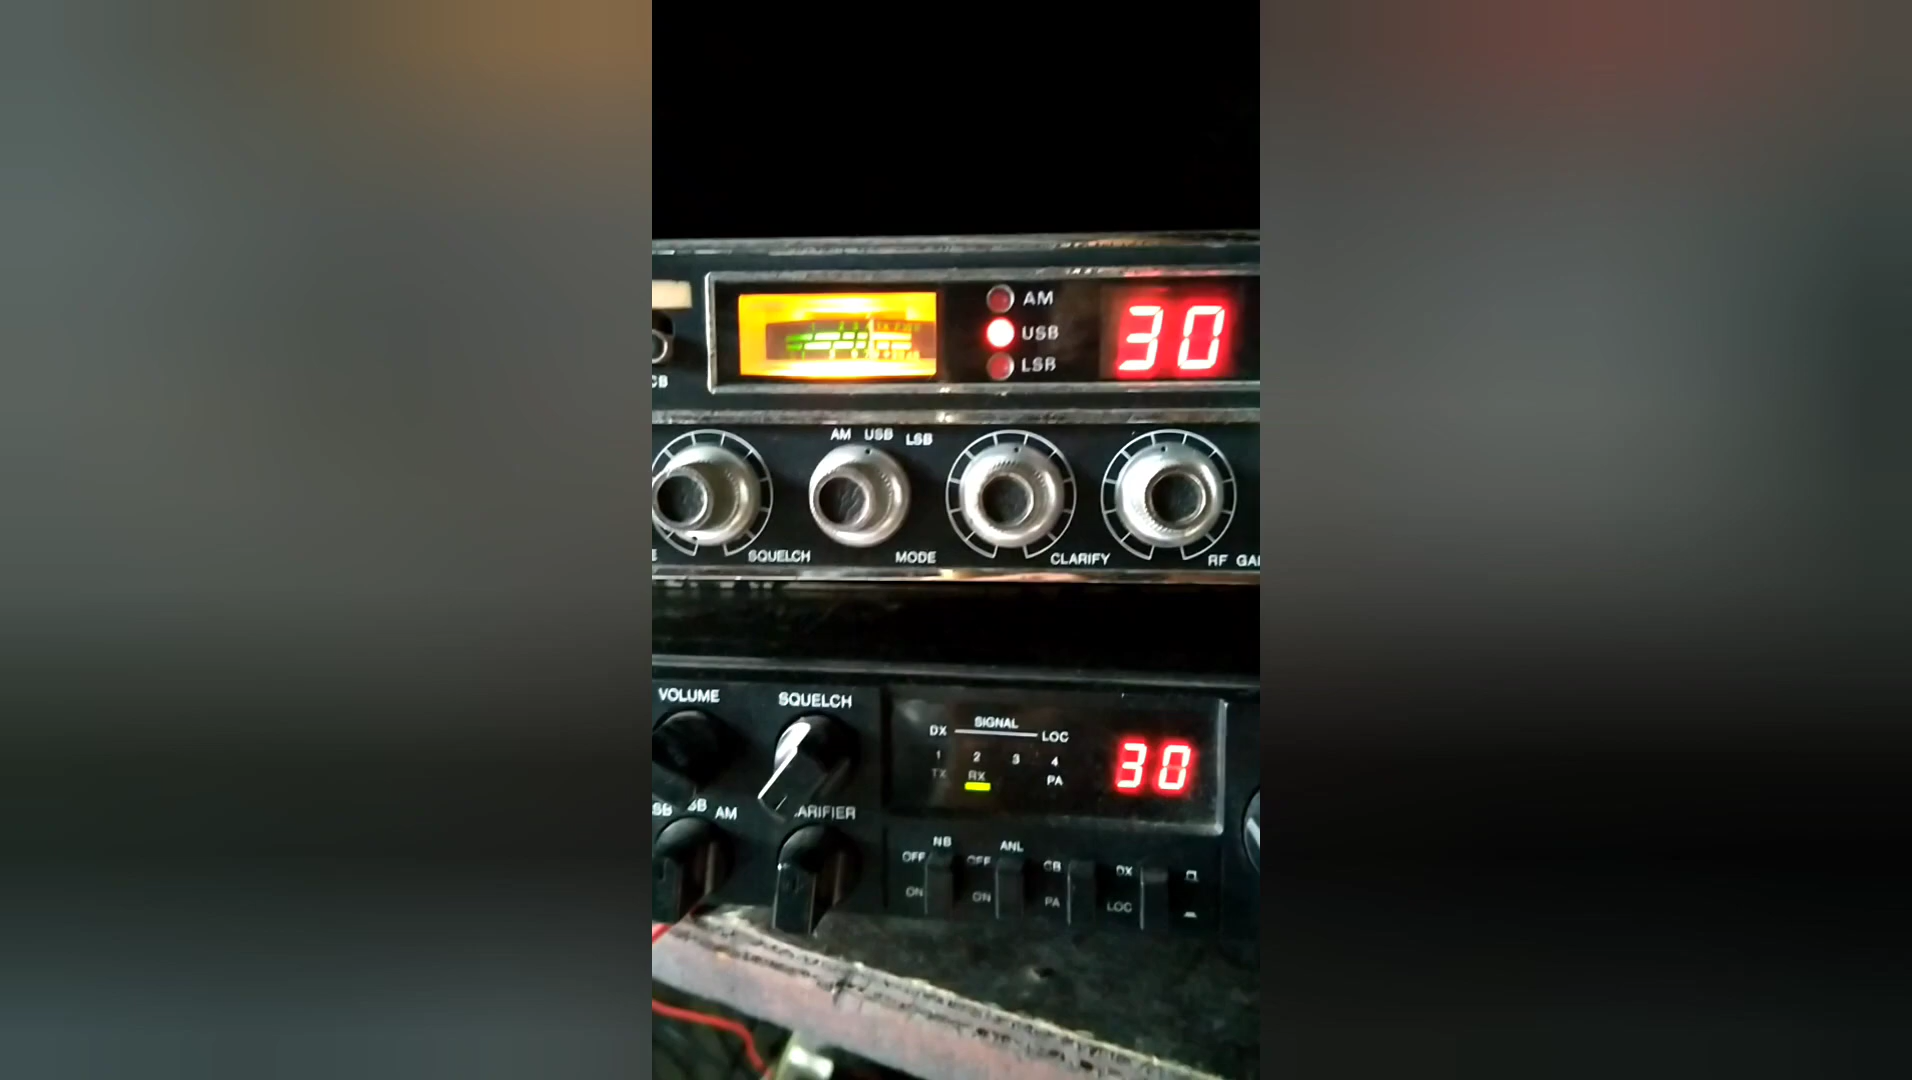 AM
USB
LSB
30
CB
AM USB LSB
SQUELCH MODE CLARIFY RF GAI
VOLUME SQUELCH
SIGNAL
DX LOC
1 2 3 4
TX RX PA
30
SB SB AM
ARIFIER
NB ANL
OFF OFF CB DX
ON ON PA LOC